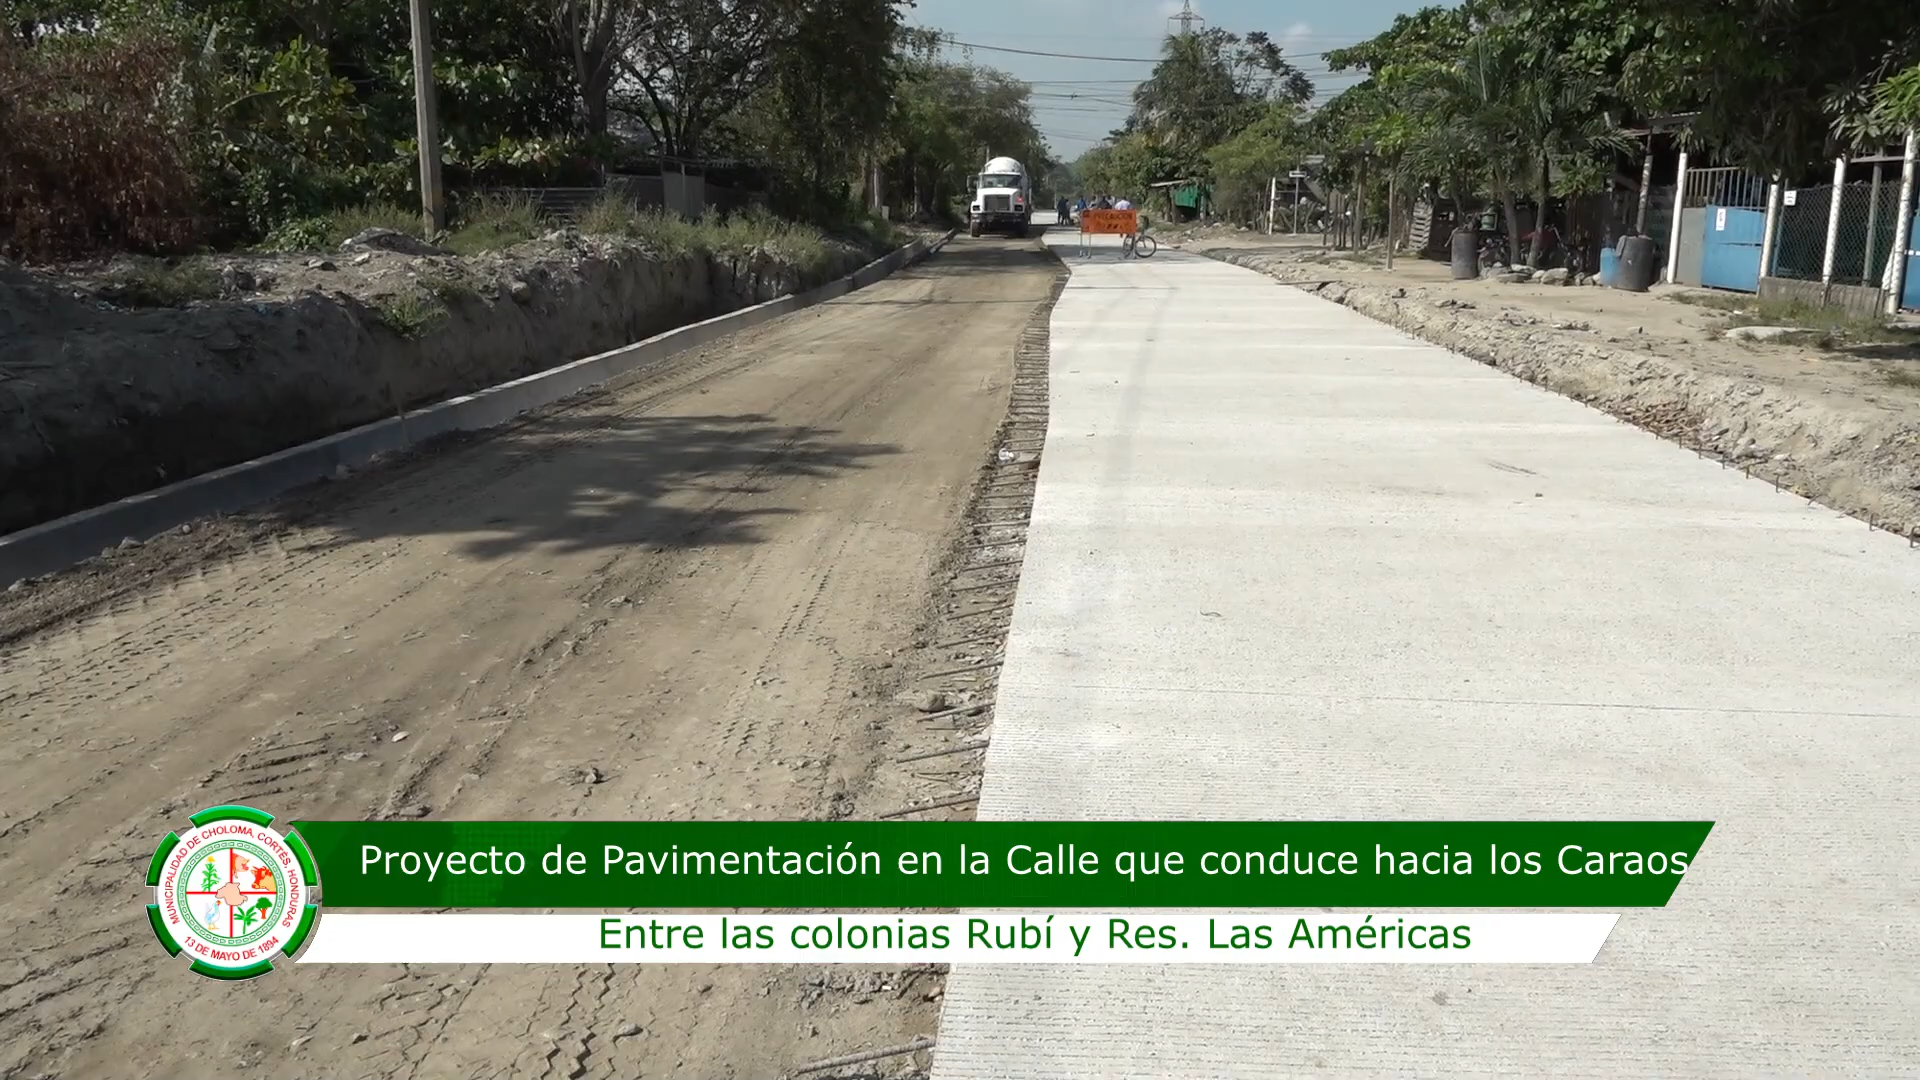 PRECAUCION
Proyecto de Pavimentación en la Calle que conduce hacia los Caraos
Entre las colonias Rubí y Res. Las Américas
MUNICIPALIDAD DE CHOLOMA, CORTÉS, HONDURAS
13 DE MAYO DE 1894